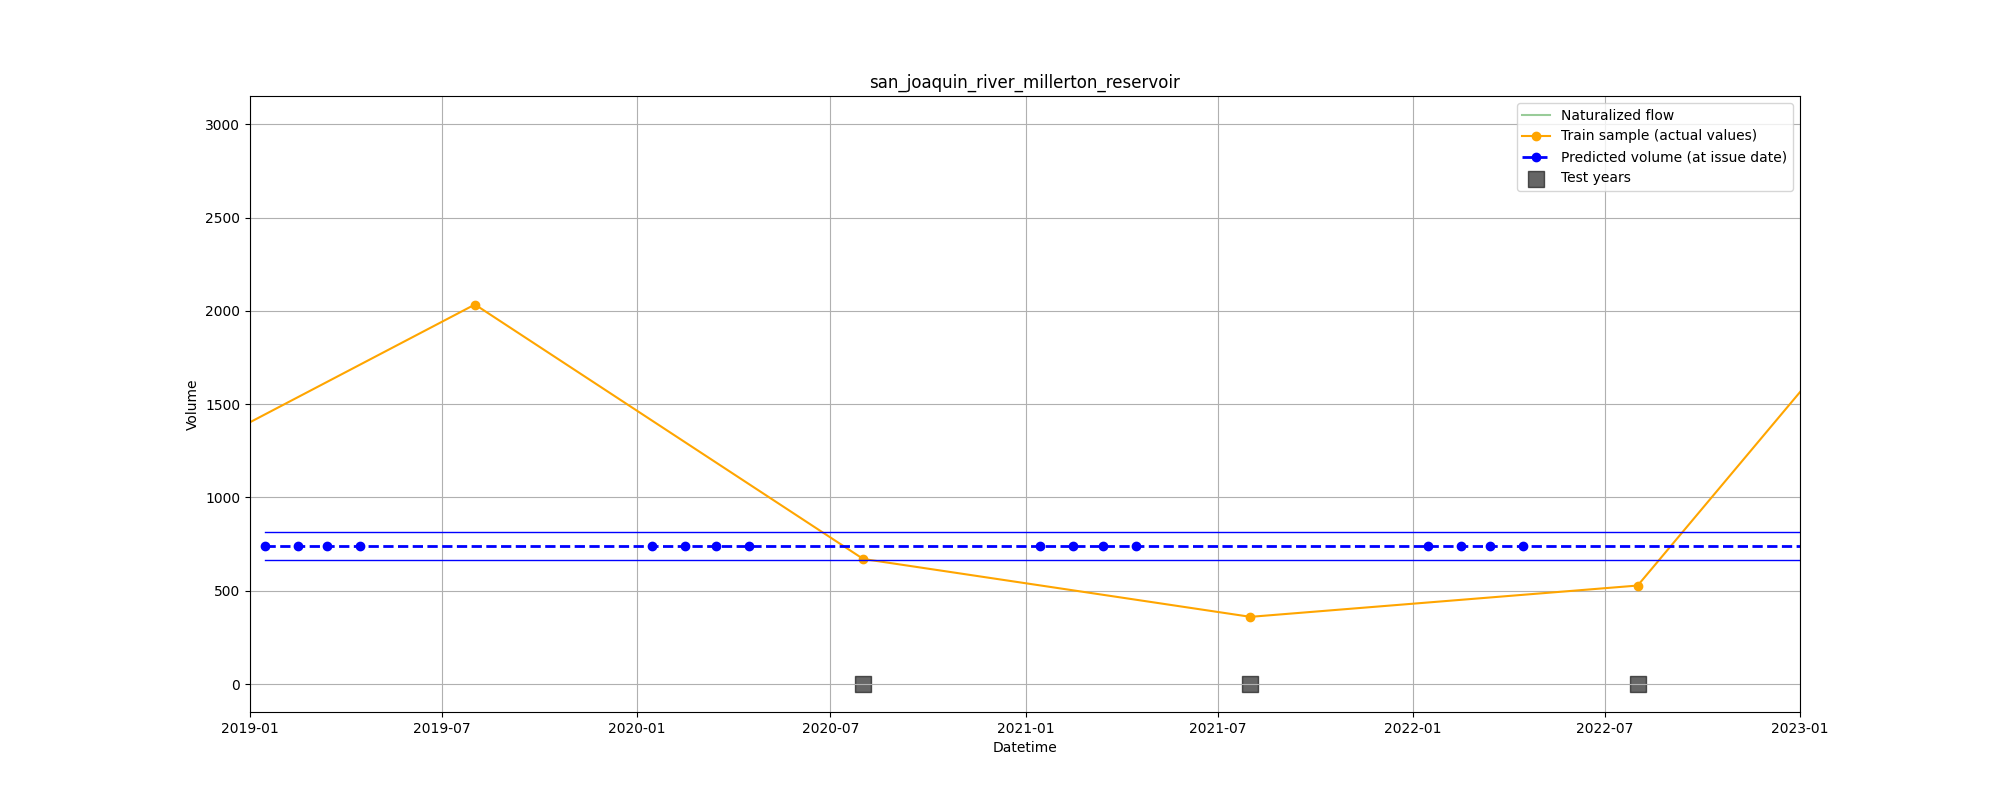 san_joaquin_river_millerton_reservoir
Naturalized flow
Train sample (actual values)
Predicted volume (at issue date)
Test years
3000
2500
2000
1500
1000
500
0
Volume
2019-01 2019-07 2020-01 2020-07 2021-01 2021-07 2022-01 2022-07 2023-01
Datetime